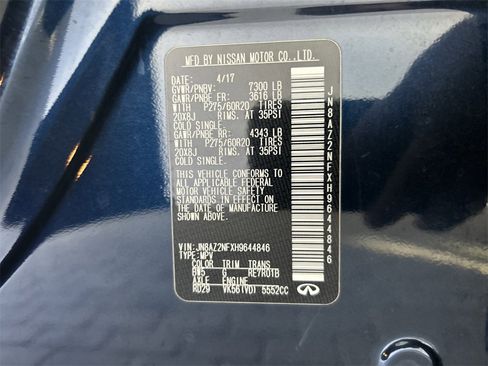 MFD BY NISSAN MOTOR CO.,LTD.
DATE: 4/17
GVWR/PNBV: 7300 LB
GAWR/PNBE FR: 3616 LB
WITH P275/60R20 TIRES
20X8J RIMS AT 35PSI
COLD SINGLE
GAWR/PNBE RR: 4343 LB
WITH P275/60R20 TIRES
20X8J RIMS AT 35PSI
COLD SINGLE
THIS VEHICLE CONFORMS TO
ALL APPLICABLE FEDERAL
MOTOR VEHICLE SAFETY
STANDARDS IN EFFECT
ON THE DATE OF MANUFACTURE
SHOWN ABOVE.
VIN: JN8AZ2NFXH9644846
TYPE: MPV
COLOR TRIM TRANS
BW5 G RE7R01B
AXLE ENGINE
R029 VK56(VD) 5552CC
INFINITI
JN8AZ2NFXH9644846